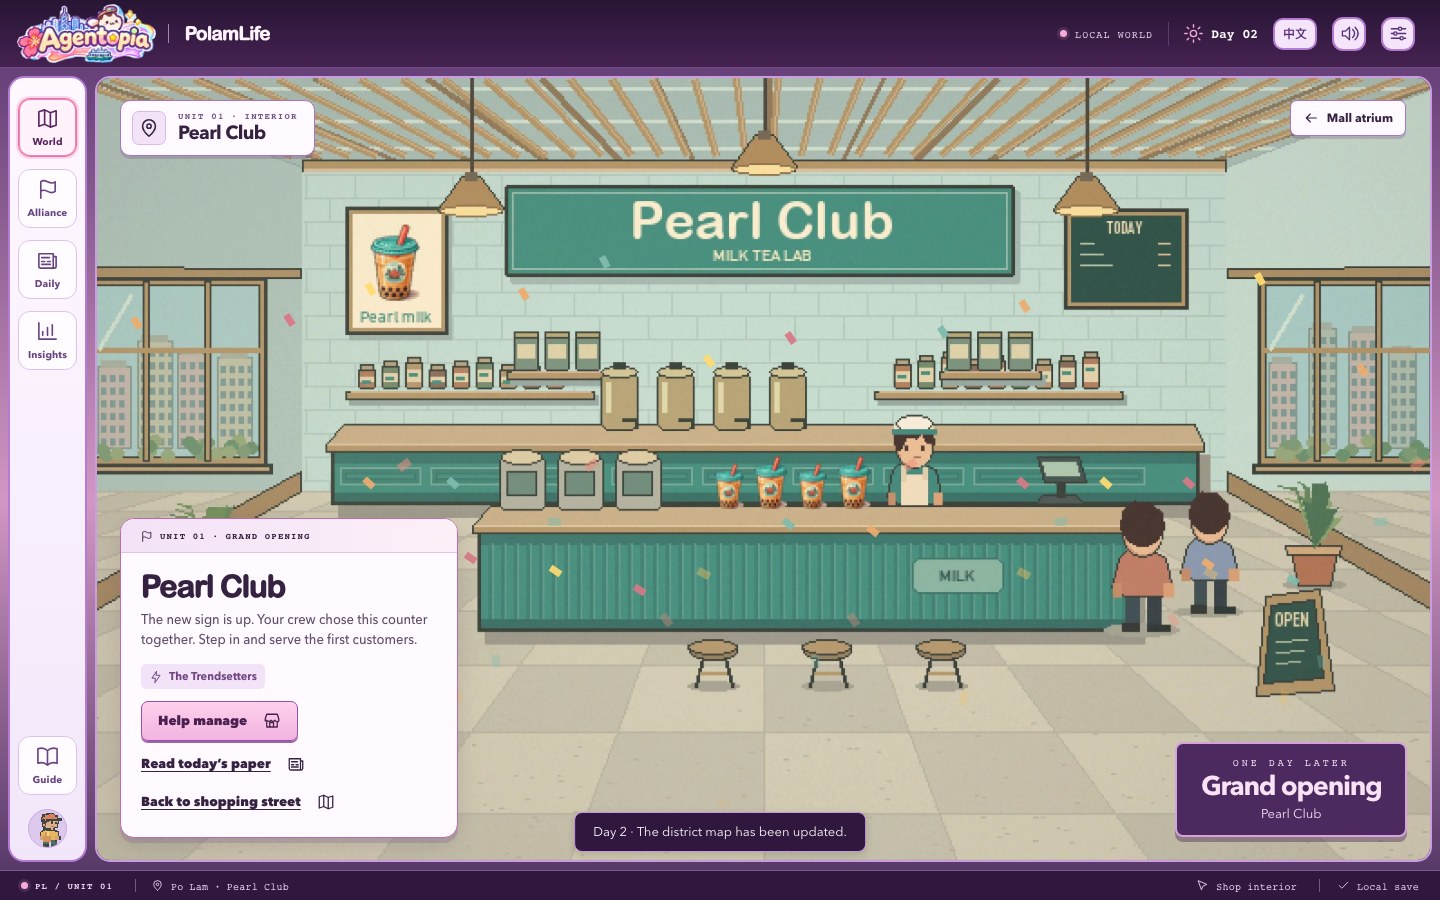 Agentopia
PolamLife
LOCAL WORLD
Day 02
中文
World
Alliance
Daily
Insights
Guide
UNIT 01 · INTERIOR
Pearl Club
Mall atrium
Pearl Club
MILK TEA LAB
Pearl milk
TODAY
MILK
OPEN
UNIT 01 · GRAND OPENING
Pearl Club
The new sign is up. Your crew chose this counter
together. Step in and serve the first customers.
The Trendsetters
Help manage
Read today’s paper
Back to shopping street
ONE DAY LATER
Grand opening
Pearl Club
Day 2 · The district map has been updated.
PL / UNIT 01
Po Lam · Pearl Club
Shop interior
Local save